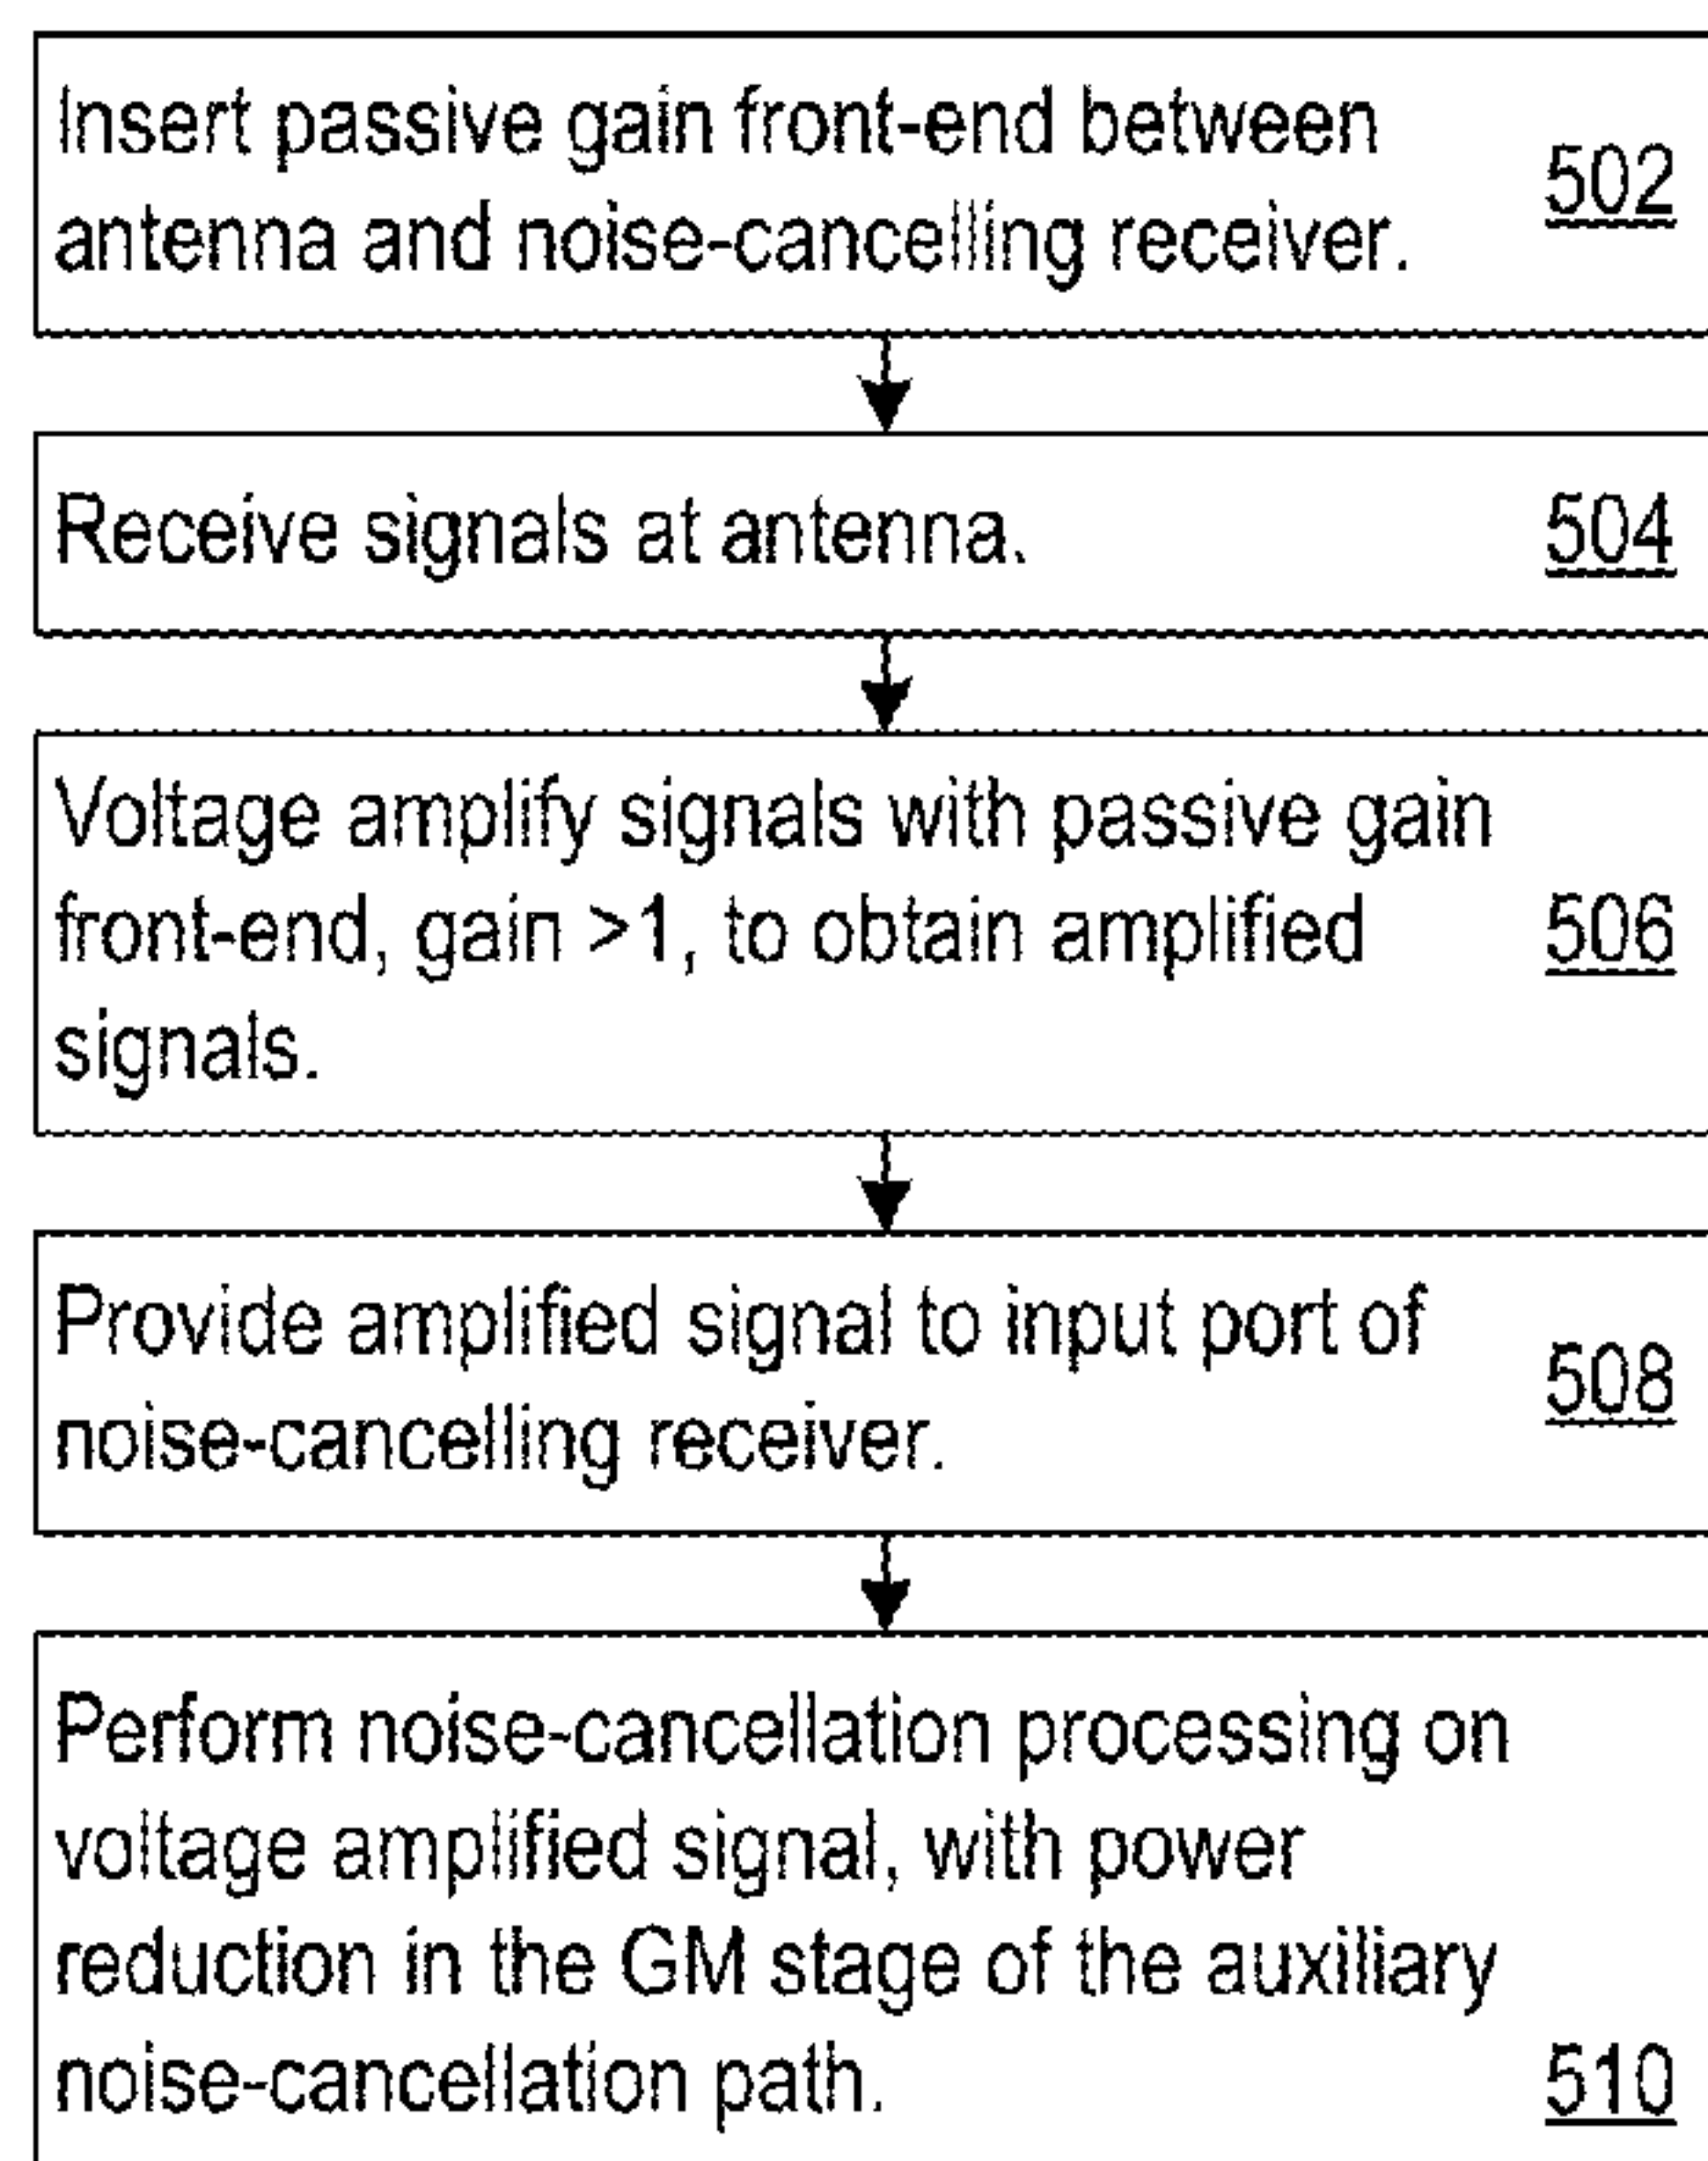 Insert passive gain front-end between
antenna and noise-cancelling receiver.
502
Receive signals at antenna.
504
Voltage amplify signals with passive gain
front-end, gain >1, to obtain amplified
signals.
506
Provide amplified signal to input port of
noise-cancelling receiver.
508
Perform noise-cancellation processing on
voltage amplified signal, with power
reduction in the GM stage of the auxiliary
noise-cancellation path.
510